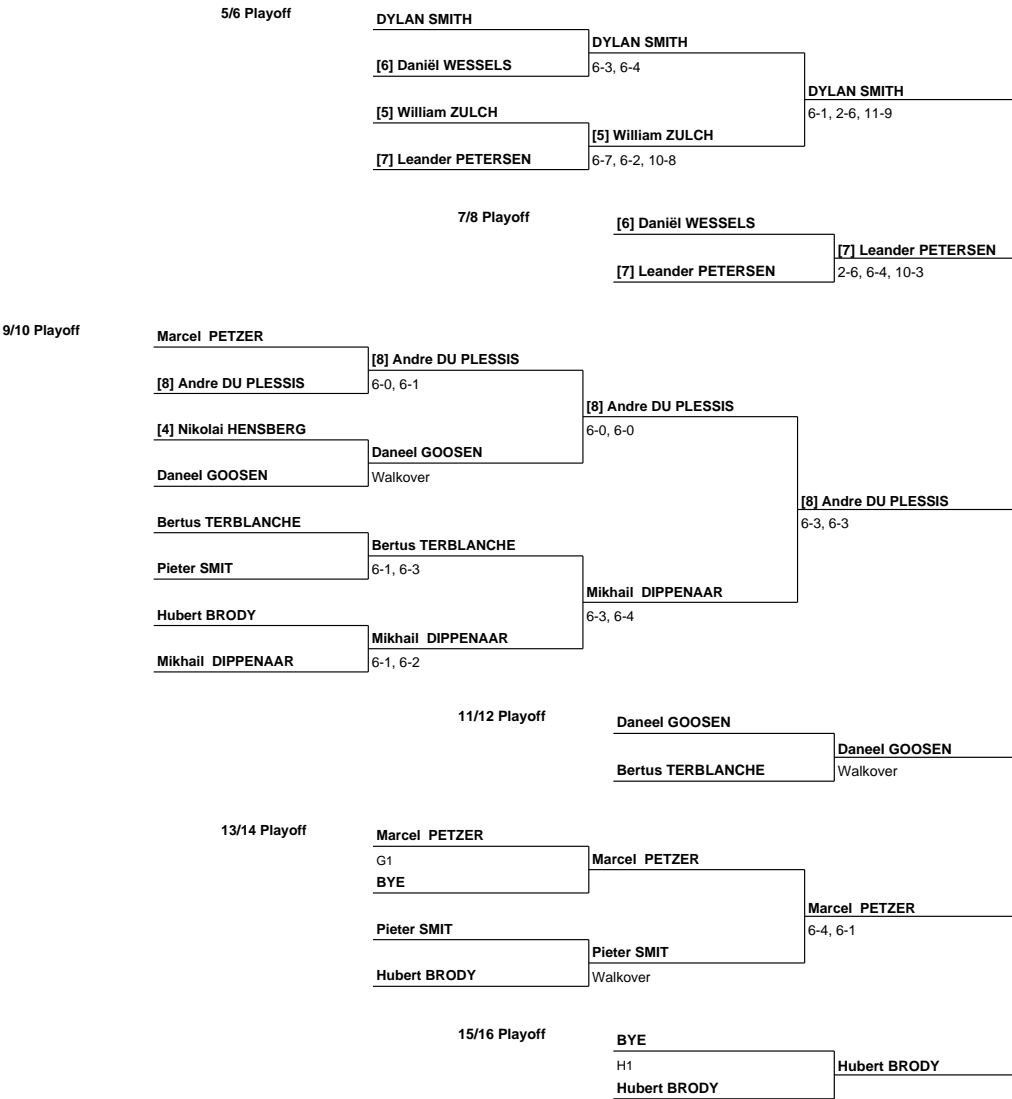 5/6 Playoff
DYLAN SMITH
DYLAN SMITH
[6] Daniël WESSELS
6-3, 6-4
DYLAN SMITH
[5] William ZULCH
6-1, 2-6, 11-9
[5] William ZULCH
[7] Leander PETERSEN
6-7, 6-2, 10-8
7/8 Playoff
[6] Daniël WESSELS
[7] Leander PETERSEN
[7] Leander PETERSEN
2-6, 6-4, 10-3
9/10 Playoff
Marcel PETZER
[8] Andre DU PLESSIS
[8] Andre DU PLESSIS
6-0, 6-1
[8] Andre DU PLESSIS
[4] Nikolai HENSBERG
6-0, 6-0
Daneel GOOSEN
Daneel GOOSEN
Walkover
[8] Andre DU PLESSIS
Bertus TERBLANCHE
6-3, 6-3
Bertus TERBLANCHE
Pieter SMIT
6-1, 6-3
Mikhail DIPPENAAR
Hubert BRODY
6-3, 6-4
Mikhail DIPPENAAR
Mikhail DIPPENAAR
6-1, 6-2
11/12 Playoff
Daneel GOOSEN
Daneel GOOSEN
Bertus TERBLANCHE
Walkover
13/14 Playoff
Marcel PETZER
G1
Marcel PETZER
BYE
Marcel PETZER
Pieter SMIT
6-4, 6-1
Pieter SMIT
Hubert BRODY
Walkover
15/16 Playoff
BYE
H1
Hubert BRODY
Hubert BRODY